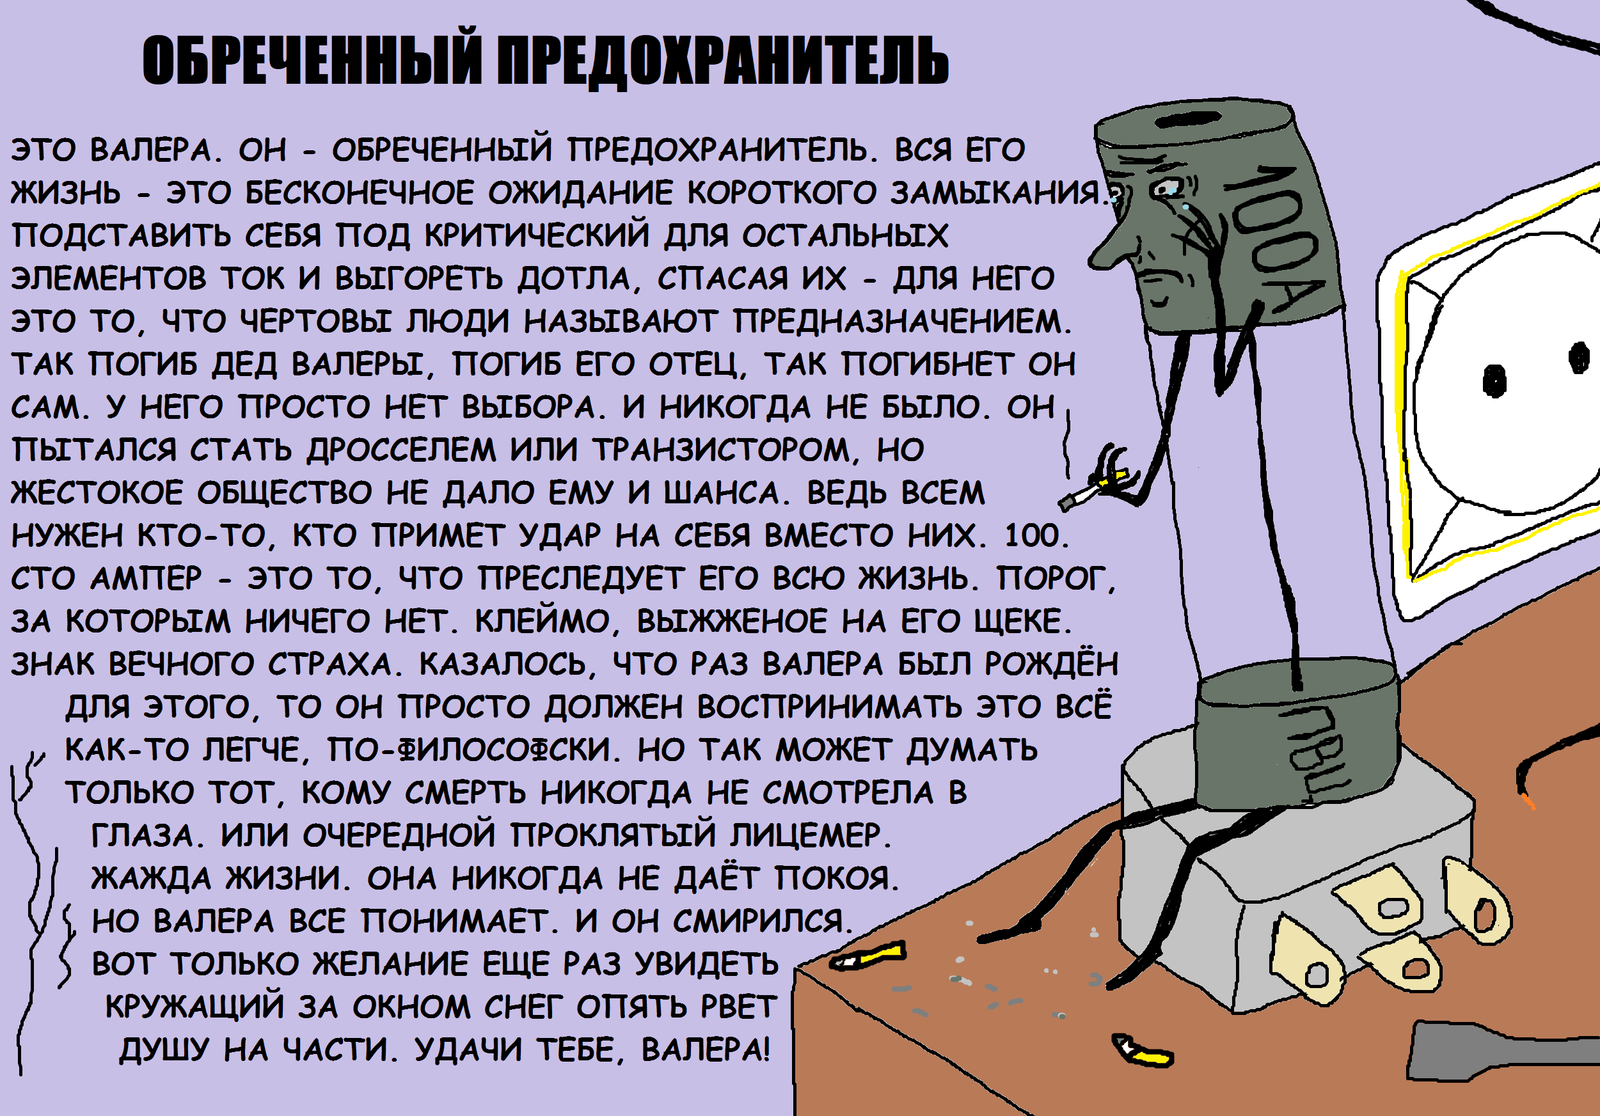 ОБРЕЧЕННЫЙ ПРЕДОХРАНИТЕЛЬ
ЭТО ВАЛЕРА. ОН - ОБРЕЧЕННЫЙ ПРЕДОХРАНИТЕЛЬ. ВСЯ ЕГО
ЖИЗНЬ - ЭТО БЕСКОНЕЧНОЕ ОЖИДАНИЕ КОРОТКОГО ЗАМЫКАНИЯ.
ПОДСТАВИТЬ СЕБЯ ПОД КРИТИЧЕСКИЙ ДЛЯ ОСТАЛЬНЫХ
ЭЛЕМЕНТОВ ТОК И ВЫГОРЕТЬ ДОТЛА, СПАСАЯ ИХ - ДЛЯ НЕГО
ЭТО ТО, ЧТО ЧЕРТОВЫ ЛЮДИ НАЗЫВАЮТ ПРЕДНАЗНАЧЕНИЕМ.
ТАК ПОГИБ ДЕД ВАЛЕРЫ, ПОГИБ ЕГО ОТЕЦ, ТАК ПОГИБНЕТ ОН
САМ. У НЕГО ПРОСТО НЕТ ВЫБОРА. И НИКОГДА НЕ БЫЛО. ОН
ПЫТАЛСЯ СТАТЬ ДРОССЕЛЕМ ИЛИ ТРАНЗИСТОРОМ, НО
ЖЕСТОКОЕ ОБЩЕСТВО НЕ ДАЛО ЕМУ И ШАНСА. ВЕДЬ ВСЕМ
НУЖЕН КТО-ТО, КТО ПРИМЕТ УДАР НА СЕБЯ ВМЕСТО НИХ. 100.
СТО АМПЕР - ЭТО ТО, ЧТО ПРЕСЛЕДУЕТ ЕГО ВСЮ ЖИЗНЬ. ПОРОГ,
ЗА КОТОРЫМ НИЧЕГО НЕТ. КЛЕЙМО, ВЫЖЖЕНОЕ НА ЕГО ЩЕКЕ.
ЗНАК ВЕЧНОГО СТРАХА. КАЗАЛОСЬ, ЧТО РАЗ ВАЛЕРА БЫЛ РОЖДЁН
ДЛЯ ЭТОГО, ТО ОН ПРОСТО ДОЛЖЕН ВОСПРИНИМАТЬ ЭТО ВСЁ
КАК-ТО ЛЕГЧЕ, ПО-ФИЛОСОФСКИ. НО ТАК МОЖЕТ ДУМАТЬ
ТОЛЬКО ТОТ, КОМУ СМЕРТЬ НИКОГДА НЕ СМОТРЕЛА В
ГЛАЗА. ИЛИ ОЧЕРЕДНОЙ ПРОКЛЯТЫЙ ЛИЦЕМЕР.
ЖАЖДА ЖИЗНИ. ОНА НИКОГДА НЕ ДАЁТ ПОКОЯ.
НО ВАЛЕРА ВСЕ ПОНИМАЕТ. И ОН СМИРИЛСЯ.
ВОТ ТОЛЬКО ЖЕЛАНИЕ ЕЩЕ РАЗ УВИДЕТЬ
КРУЖАЩИЙ ЗА ОКНОМ СНЕГ ОПЯТЬ РВЕТ
ДУШУ НА ЧАСТИ. УДАЧИ ТЕБЕ, ВАЛЕРА!
100А
ПВЦ